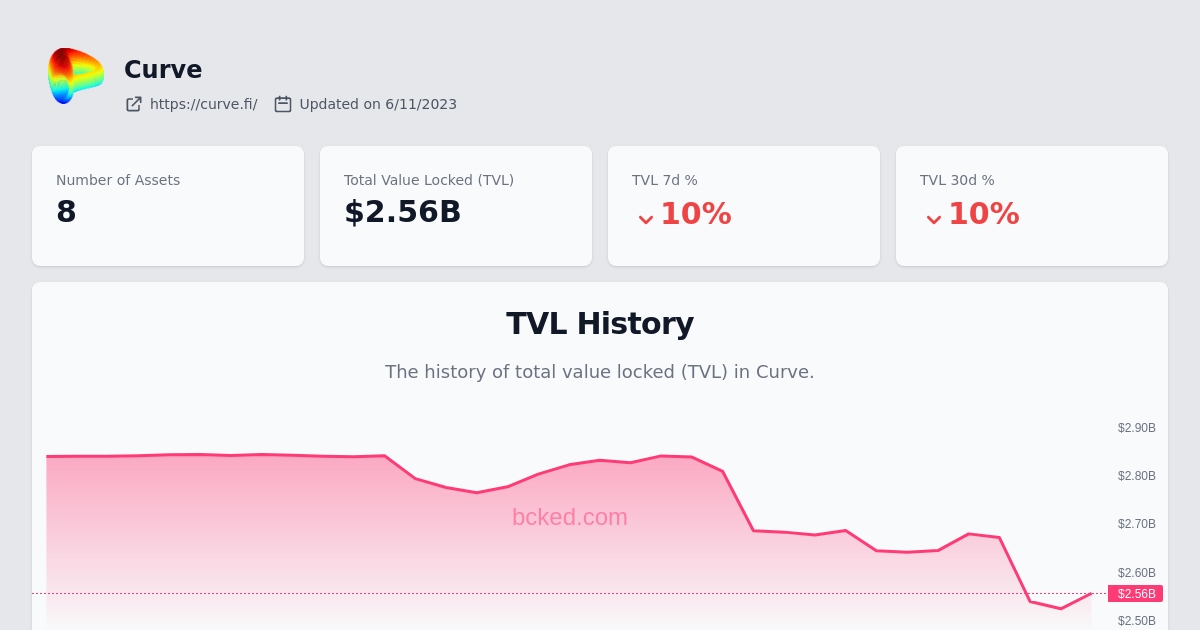 Curve
https://curve.fi/ Updated on 6/11/2023
Number of Assets
8
Total Value Locked (TVL)
$2.56B
TVL 7d %
10%
TVL 30d %
10%
TVL History
The history of total value locked (TVL) in Curve.
$2.90B
$2.80B
bcked.com
$2.70B
$2.60B
$2.56B
$2.50B